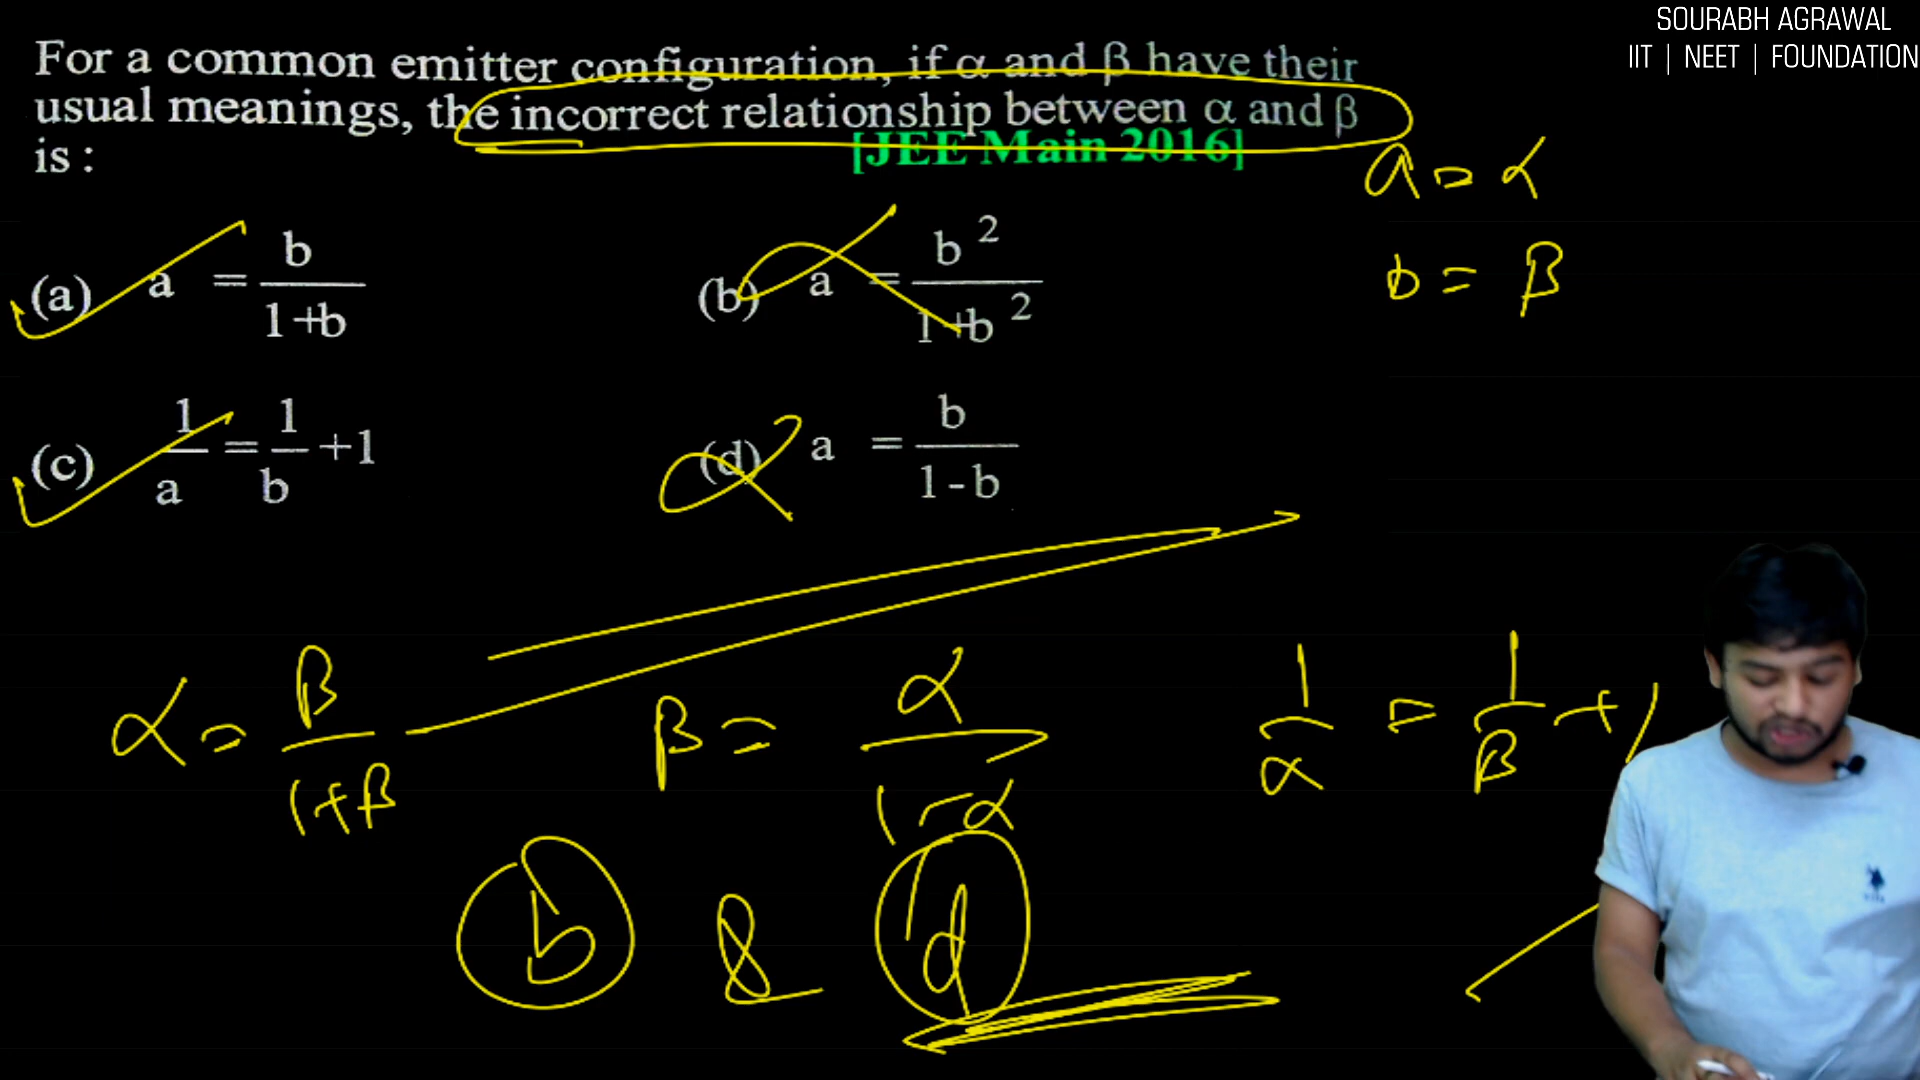 SOURABH AGRAWAL
IIT | NEET | FOUNDATION
For a common emitter configuration, if α and β have their
usual meanings, the incorrect relationship between α and β
is :
[JEE Main 2016]
a = α
b = β
(a) a = b / 1+b
(b) a = b² / 1+b²
(c) 1/a = 1/b +1
(d) a = b / 1-b
α = β / 1+β
β = α / 1-α
1/α = 1/β + 1
b & d